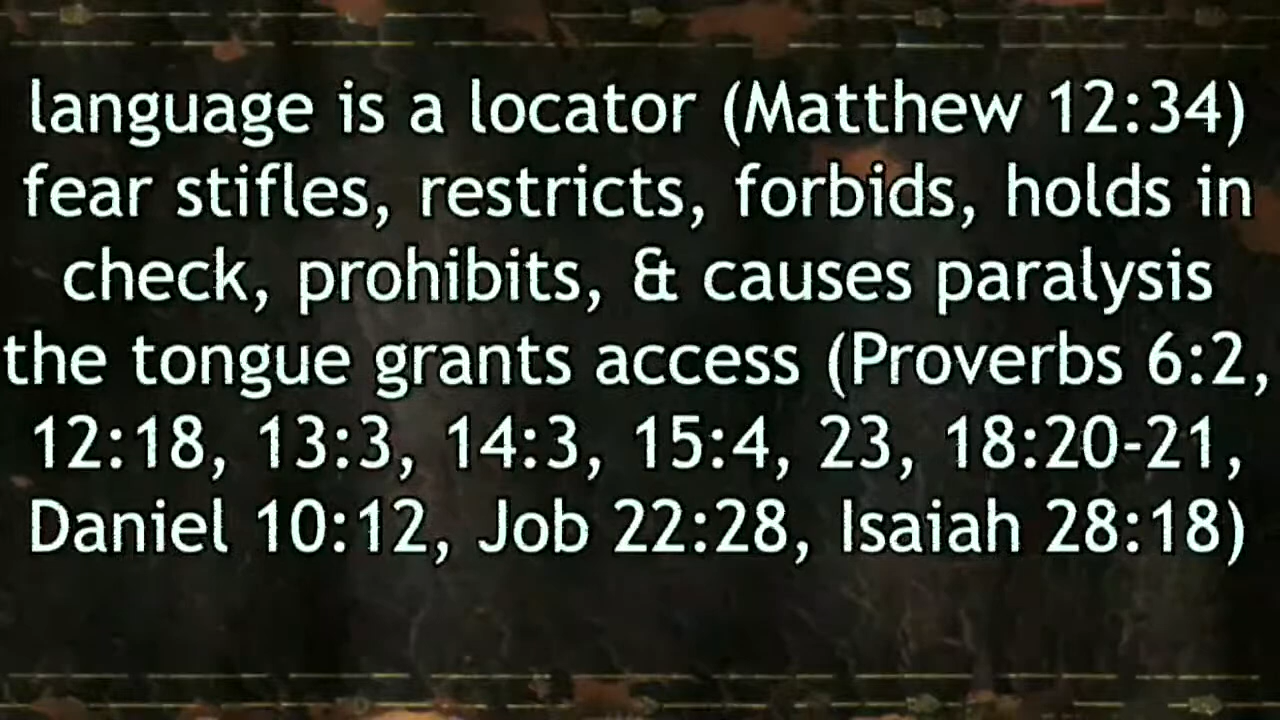 language is a locator (Matthew 12:34)
fear stifles, restricts, forbids, holds in
check, prohibits, & causes paralysis
the tongue grants access (Proverbs 6:2,
12:18, 13:3, 14:3, 15:4, 23, 18:20-21,
Daniel 10:12, Job 22:28, Isaiah 28:18)